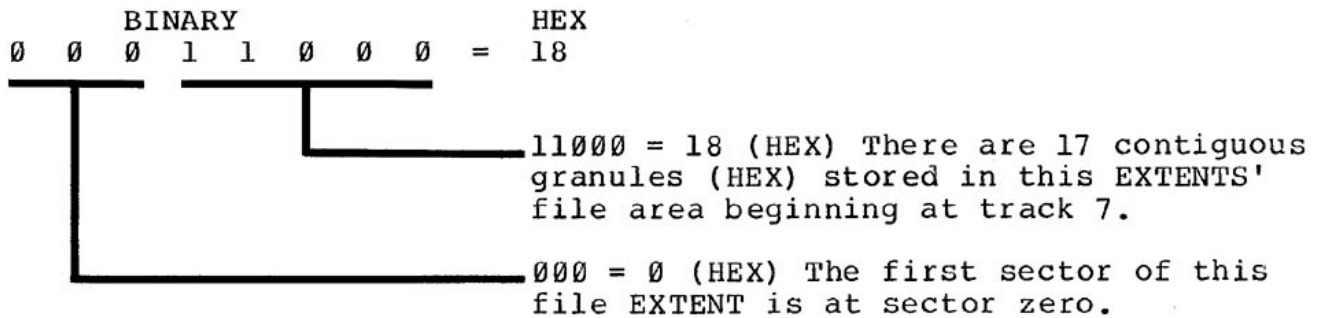 BINARY HEX
Ø Ø Ø 1 1 Ø Ø Ø = 18
11ØØØ = 18 (HEX) There are 17 contiguous
granules (HEX) stored in this EXTENTS'
file area beginning at track 7.
ØØØ = Ø (HEX) The first sector of this
file EXTENT is at sector zero.